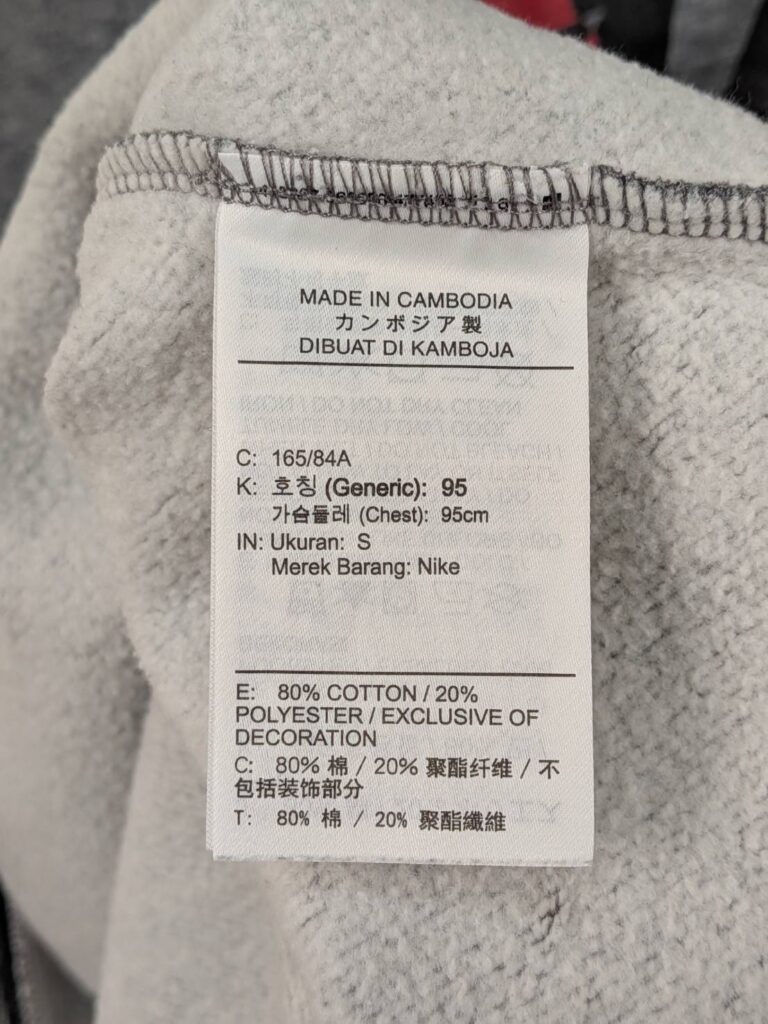 MADE IN CAMBODIA
カンボジア製
DIBUAT DI KAMBOJA
C: 165/84A
K: 호칭 (Generic): 95
가슴둘레 (Chest): 95cm
IN: Ukuran: S
Merek Barang: Nike
E: 80% COTTON / 20%
POLYESTER / EXCLUSIVE OF
DECORATION
C: 80% 棉 / 20% 聚酯纤维 / 不
包括装饰部分
T: 80% 棉 / 20% 聚酯纖維